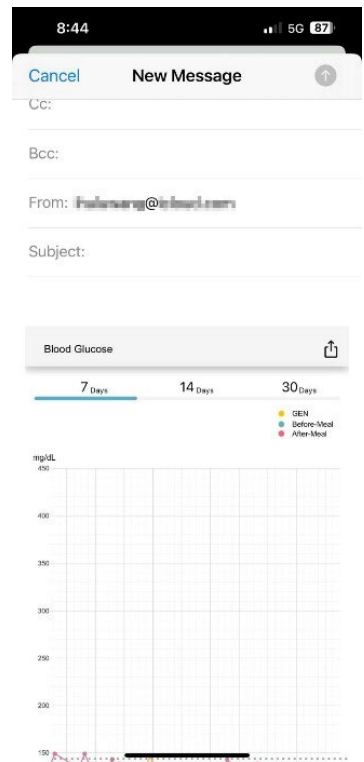 8:44 5G 87
Cancel New Message
Cc:
Bcc:
From: @
Subject:
Blood Glucose
7 Days 14 Days 30 Days
GEN
Before-Meal
After-Meal
mg/dL
450
400
350
300
250
200
150